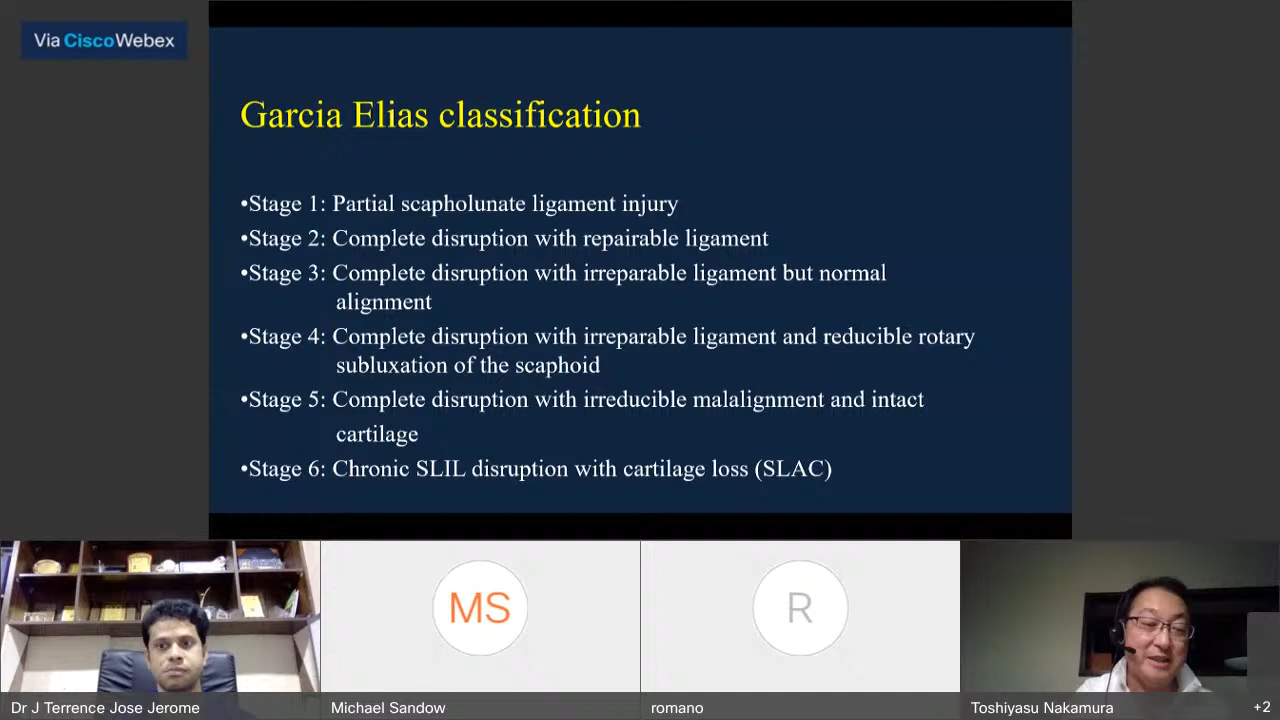 Via CiscoWebex
Garcia Elias classification
•Stage 1: Partial scapholunate ligament injury
•Stage 2: Complete disruption with repairable ligament
•Stage 3: Complete disruption with irreparable ligament but normal
alignment
•Stage 4: Complete disruption with irreparable ligament and reducible rotary
subluxation of the scaphoid
•Stage 5: Complete disruption with irreducible malalignment and intact
cartilage
•Stage 6: Chronic SLIL disruption with cartilage loss (SLAC)
MS
R
Dr J Terrence Jose Jerome
Michael Sandow
romano
Toshiyasu Nakamura
+2